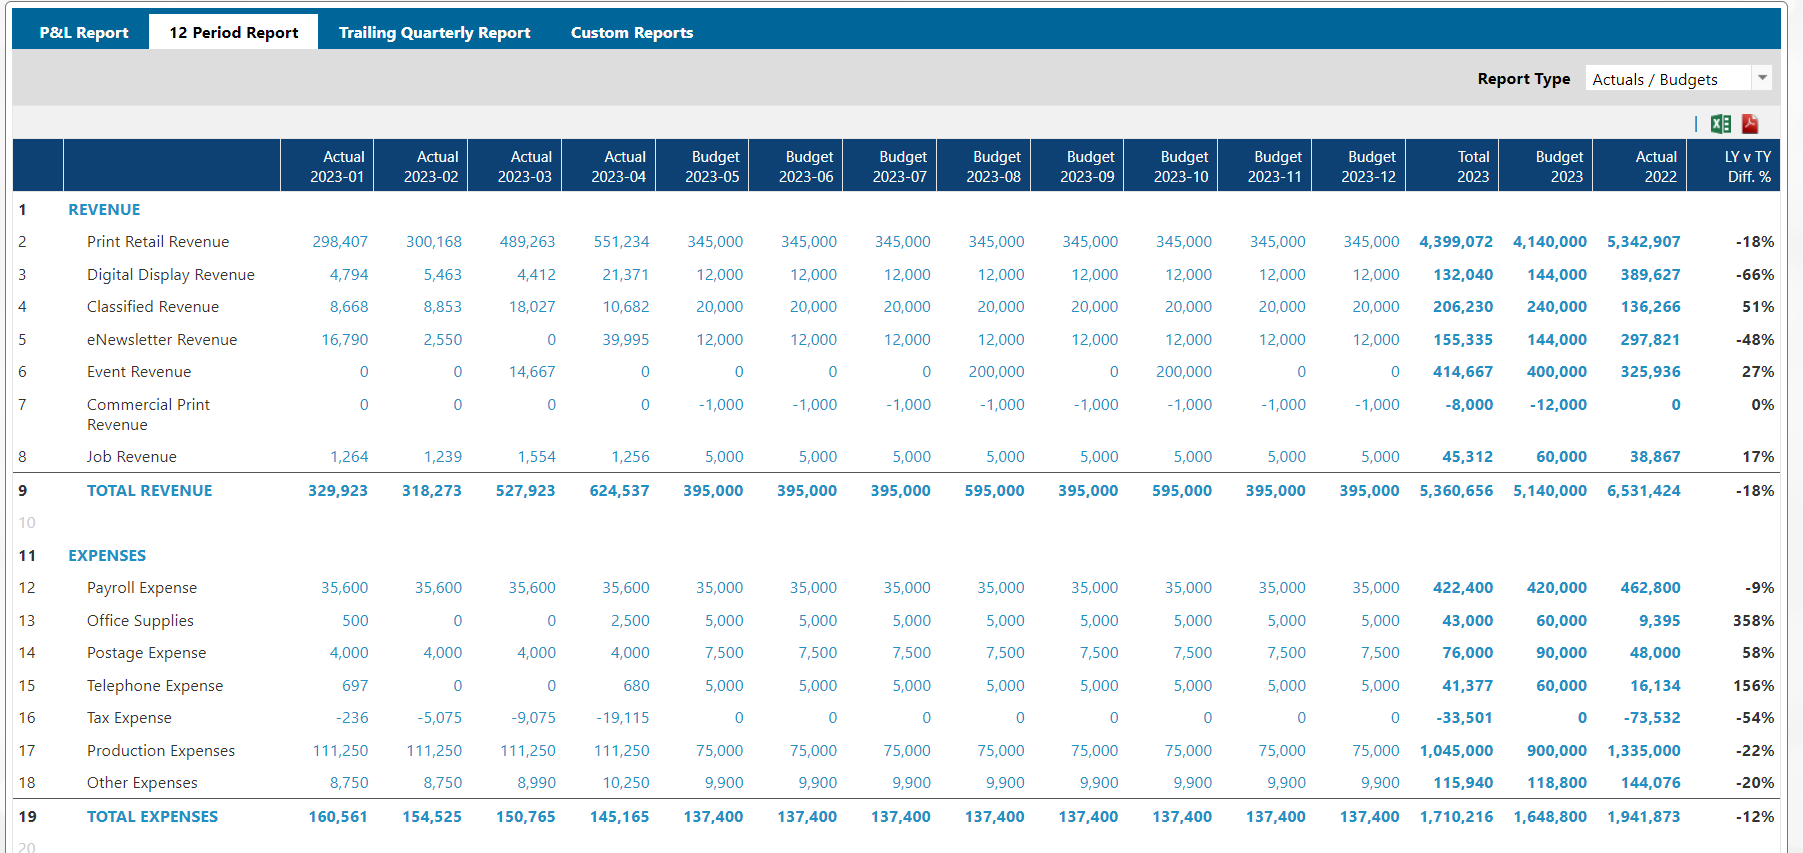 P&L Report 12 Period Report Trailing Quarterly Report Custom Reports
Report Type Actuals / Budgets
Actual Actual Actual Actual Budget Budget Budget Budget Budget Budget Budget Budget Total Budget Actual LY v TY
2023-01 2023-02 2023-03 2023-04 2023-05 2023-06 2023-07 2023-08 2023-09 2023-10 2023-11 2023-12 2023 2023 2022 Diff. %
1 REVENUE
2 Print Retail Revenue 298,407 300,168 489,263 551,234 345,000 345,000 345,000 345,000 345,000 345,000 345,000 345,000 4,399,072 4,140,000 5,342,907 -18%
3 Digital Display Revenue 4,794 5,463 4,412 21,371 12,000 12,000 12,000 12,000 12,000 12,000 12,000 12,000 132,040 144,000 389,627 -66%
4 Classified Revenue 8,668 8,853 18,027 10,682 20,000 20,000 20,000 20,000 20,000 20,000 20,000 20,000 206,230 240,000 136,266 51%
5 eNewsletter Revenue 16,790 2,550 0 39,995 12,000 12,000 12,000 12,000 12,000 12,000 12,000 12,000 155,335 144,000 297,821 -48%
6 Event Revenue 0 0 14,667 0 0 0 0 200,000 0 200,000 0 0 414,667 400,000 325,936 27%
7 Commercial Print 0 0 0 0 -1,000 -1,000 -1,000 -1,000 -1,000 -1,000 -1,000 -1,000 -8,000 -12,000 0 0%
Revenue
8 Job Revenue 1,264 1,239 1,554 1,256 5,000 5,000 5,000 5,000 5,000 5,000 5,000 5,000 45,312 60,000 38,867 17%
9 TOTAL REVENUE 329,923 318,273 527,923 624,537 395,000 395,000 395,000 595,000 395,000 595,000 395,000 395,000 5,360,656 5,140,000 6,531,424 -18%
10
11 EXPENSES
12 Payroll Expense 35,600 35,600 35,600 35,600 35,000 35,000 35,000 35,000 35,000 35,000 35,000 35,000 422,400 420,000 462,800 -9%
13 Office Supplies 500 0 0 2,500 5,000 5,000 5,000 5,000 5,000 5,000 5,000 5,000 43,000 60,000 9,395 358%
14 Postage Expense 4,000 4,000 4,000 4,000 7,500 7,500 7,500 7,500 7,500 7,500 7,500 7,500 76,000 90,000 48,000 58%
15 Telephone Expense 697 0 0 680 5,000 5,000 5,000 5,000 5,000 5,000 5,000 5,000 41,377 60,000 16,134 156%
16 Tax Expense -236 -5,075 -9,075 -19,115 0 0 0 0 0 0 0 0 -33,501 0 -73,532 -54%
17 Production Expenses 111,250 111,250 111,250 111,250 75,000 75,000 75,000 75,000 75,000 75,000 75,000 75,000 1,045,000 900,000 1,335,000 -22%
18 Other Expenses 8,750 8,750 8,990 10,250 9,900 9,900 9,900 9,900 9,900 9,900 9,900 9,900 115,940 118,800 144,076 -20%
19 TOTAL EXPENSES 160,561 154,525 150,765 145,165 137,400 137,400 137,400 137,400 137,400 137,400 137,400 137,400 1,710,216 1,648,800 1,941,873 -12%
20